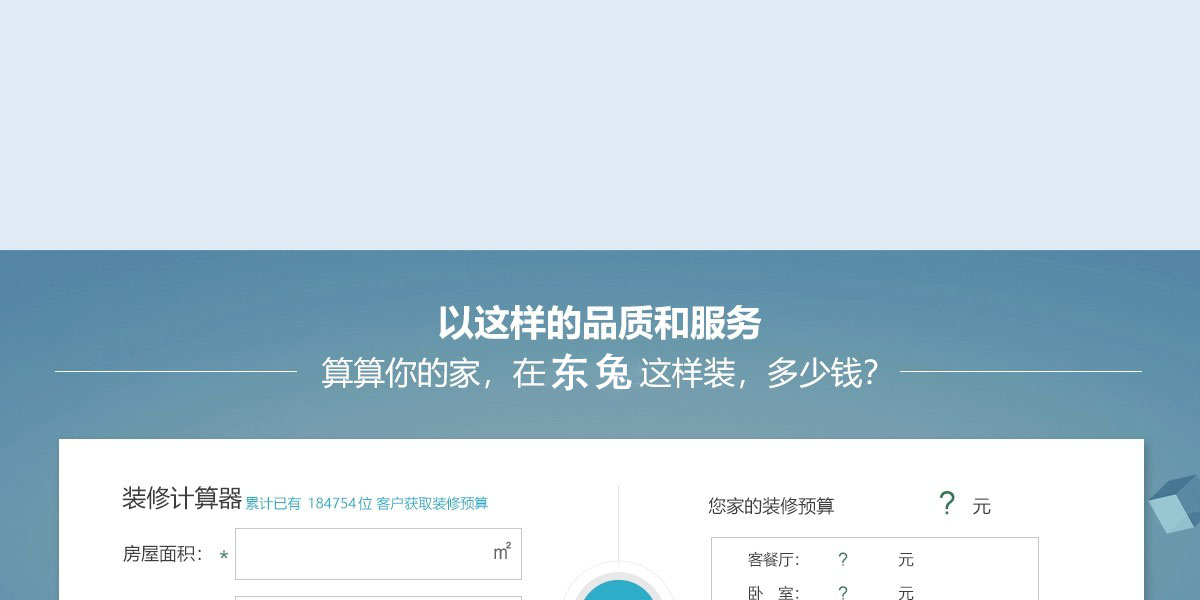 以这样的品质和服务
算算你的家，在东兔这样装，多少钱？
装修计算器 累计已有 184754位 客户获取装修预算
房屋面积： * ㎡
您家的装修预算 ? 元
客餐厅： ? 元
卧 室： ? 元